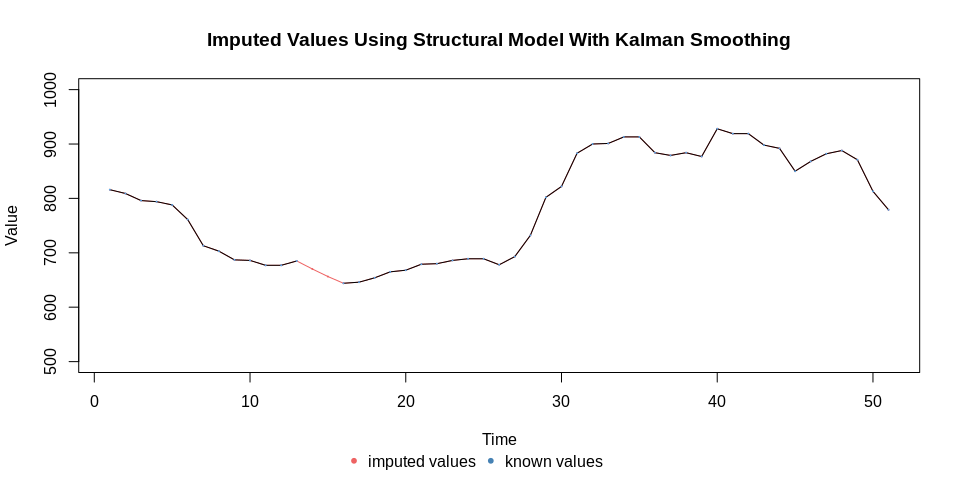 Imputed Values Using Structural Model With Kalman Smoothing
1000
900
800
700
600
500
Value
0 10 20 30 40 50
Time
imputed values known values